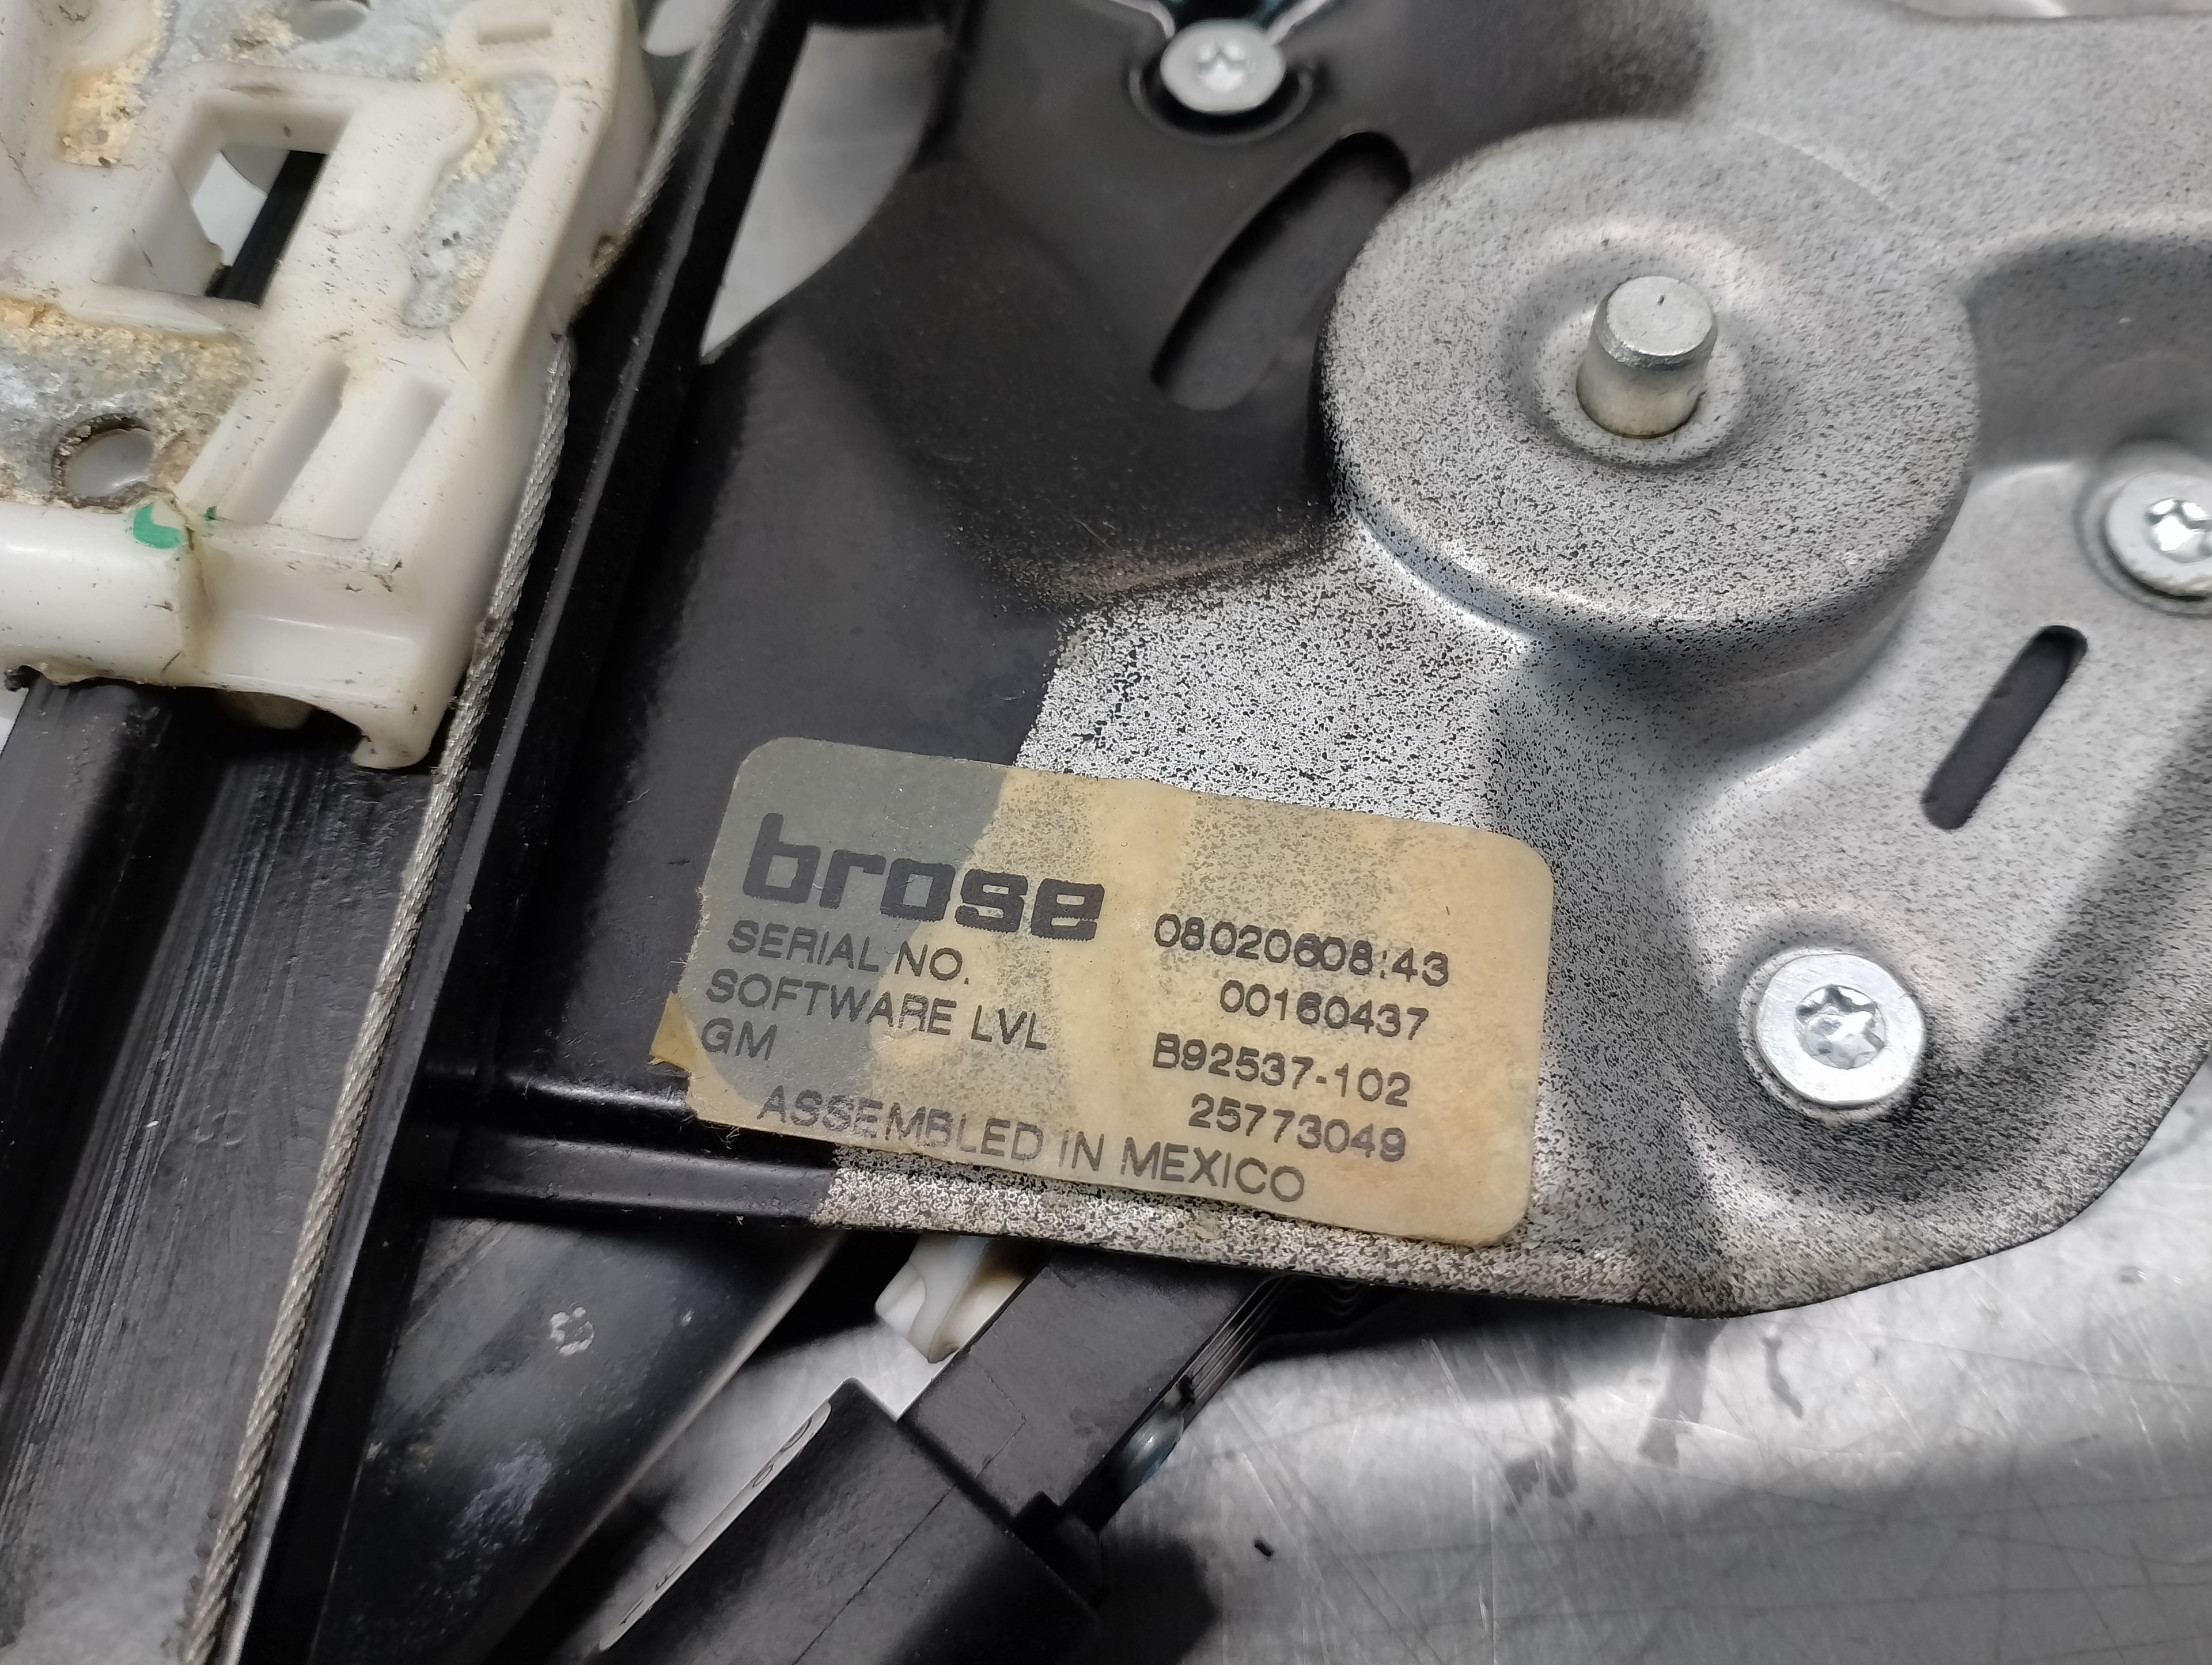 brose 08020608:43
SERIAL NO. 00160437
SOFTWARE LVL B92537-102
GM 25773049
ASSEMBLED IN MEXICO